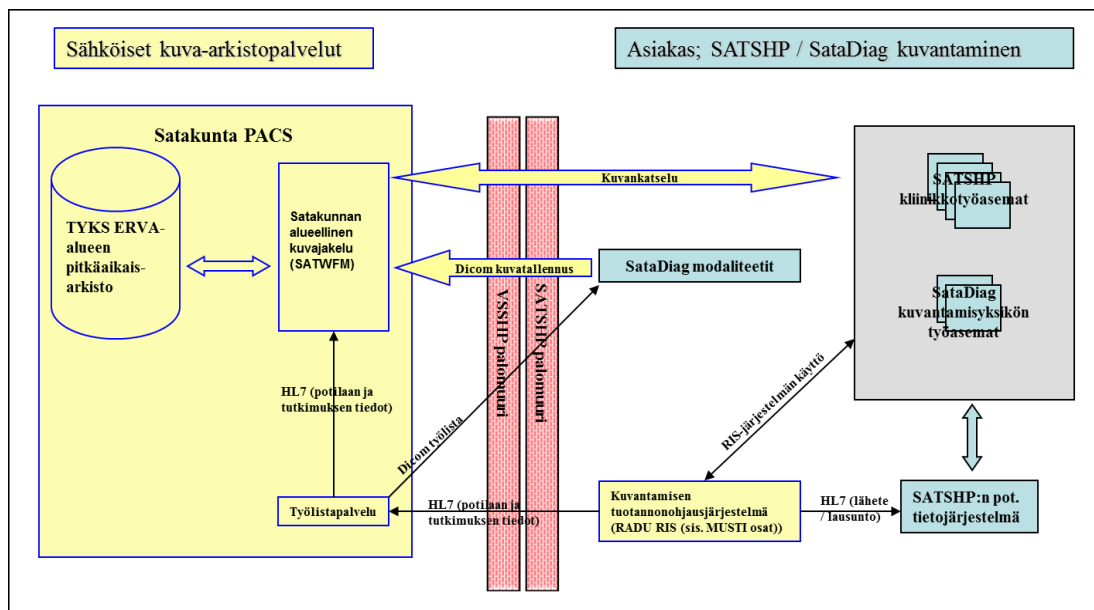 Sähköiset kuva-arkistopalvelut
Asiakas; SATSHP / SataDiag kuvantaminen
Satakunta PACS
TYKS ERVA-
alueen
pitkäaikais-
arkisto
Satakunnan
alueellinen
kuvajakelu
(SATWFM)
Kuvankatselu
SATSHP
kliinikkotyöasemat
Dicom kuvatallennus
SataDiag modaliteetit
SataDiag
kuvantamisyksikön
työasemat
VSSHP palomuuri
SATSHP palomuuri
HL7 (potilaan ja
tutkimuksen tiedot)
Dicom työlista
RIS-järjestelmän käyttö
Työlistapalvelu
HL7 (potilaan ja
tutkimuksen tiedot)
Kuvantamisen
tuotannonohjausjärjestelmä
(RADU RIS (sis. MUSTI osat))
HL7 (lähete
/ lausunto)
SATSHP:n pot.
tietojärjestelmä